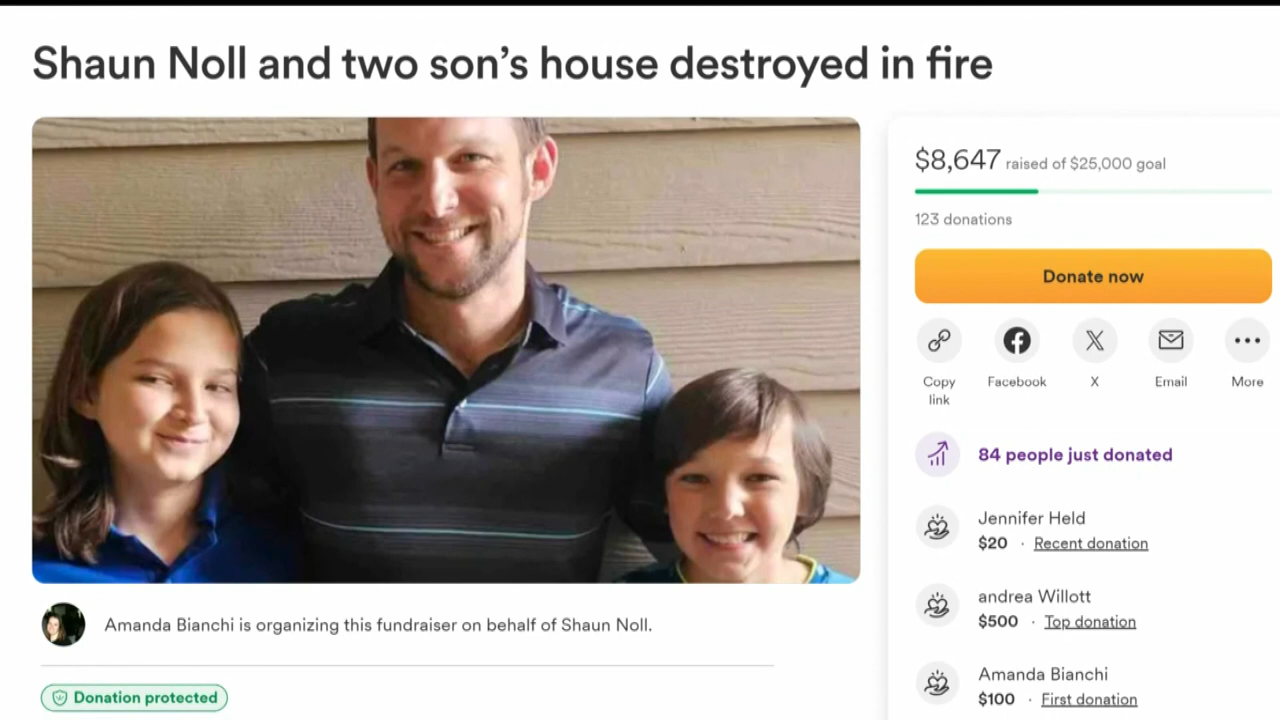 Shaun Noll and two son’s house destroyed in fire
$8,647 raised of $25,000 goal
123 donations
Donate now
Copy
link
Facebook
X
Email
More
84 people just donated
Jennifer Held
$20 · Recent donation
andrea Willott
$500 · Top donation
Amanda Bianchi
$100 · First donation
Amanda Bianchi is organizing this fundraiser on behalf of Shaun Noll.
Donation protected